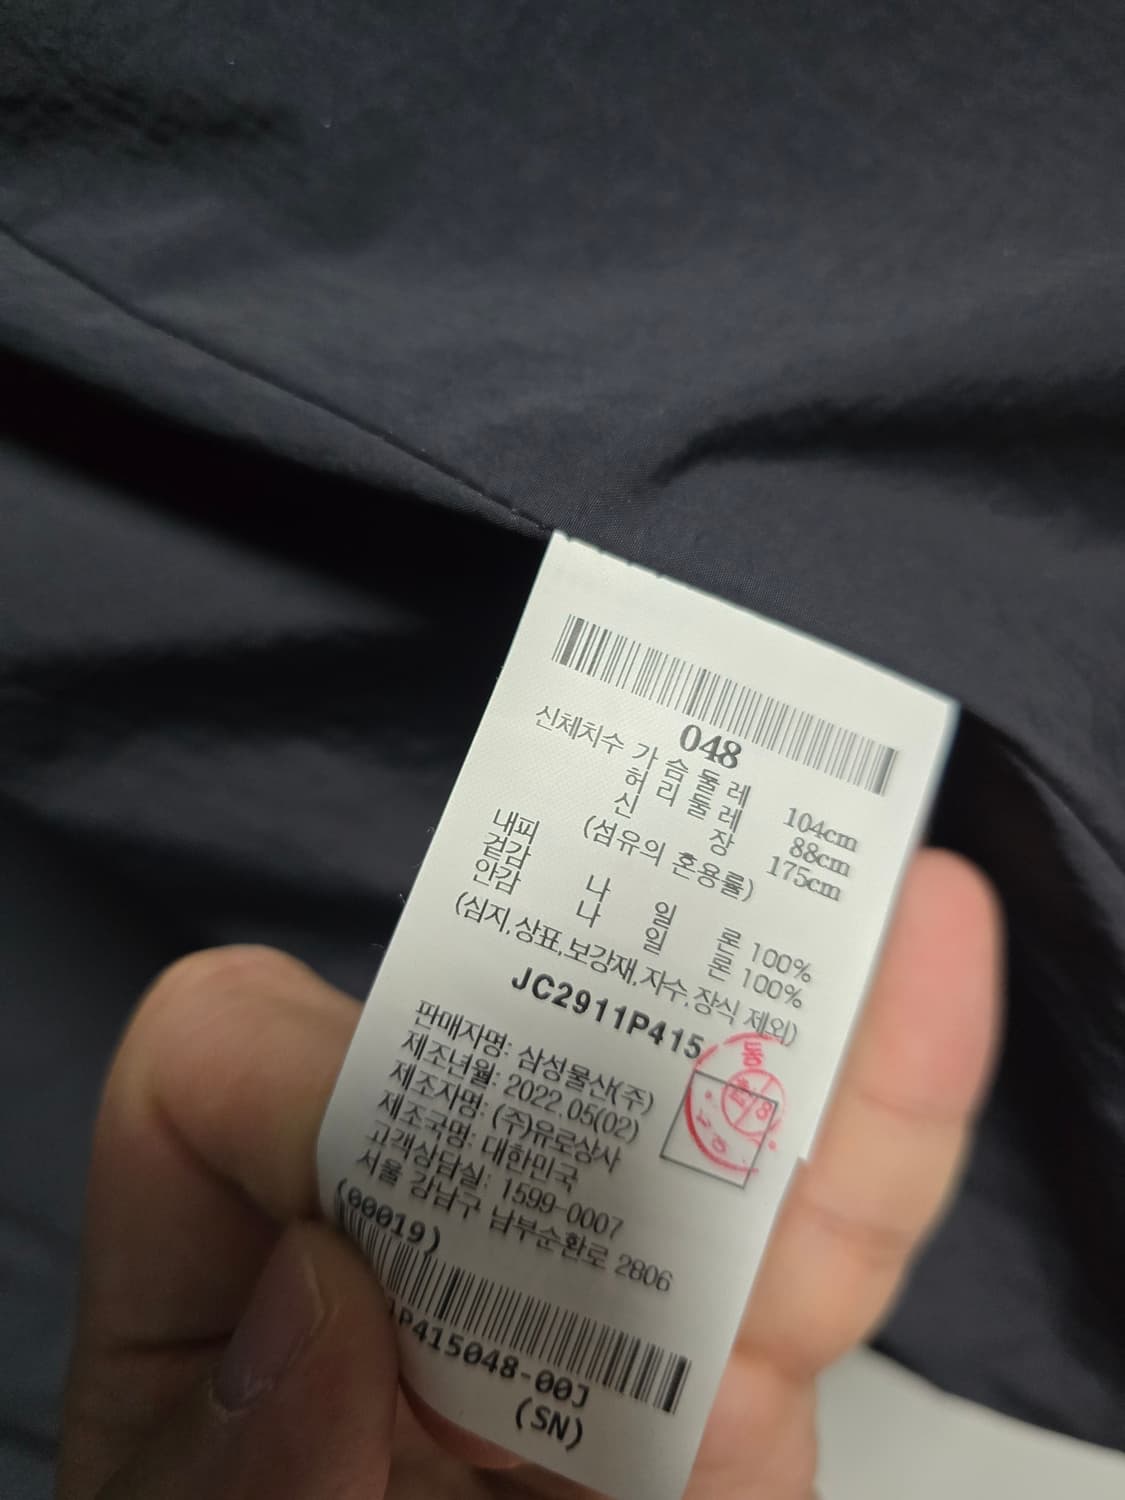 048
신체치수 가슴둘레 104cm
허리둘레 88cm
신장 175cm
(섬유의 혼용률)
내피
겉감 나일론 100%
안감 나일론 100%
(심지,상표,보강재,자수,장식 제외)
JC2911P415
판매자명: 삼성물산(주)
제조년월: 2022.05(02)
제조자명: (주)유로상사
제조국명: 대한민국
고객상담실: 1599-0007
서울 강남구 남부순환로 2806
(00019)
1P415048-00J
(SN)